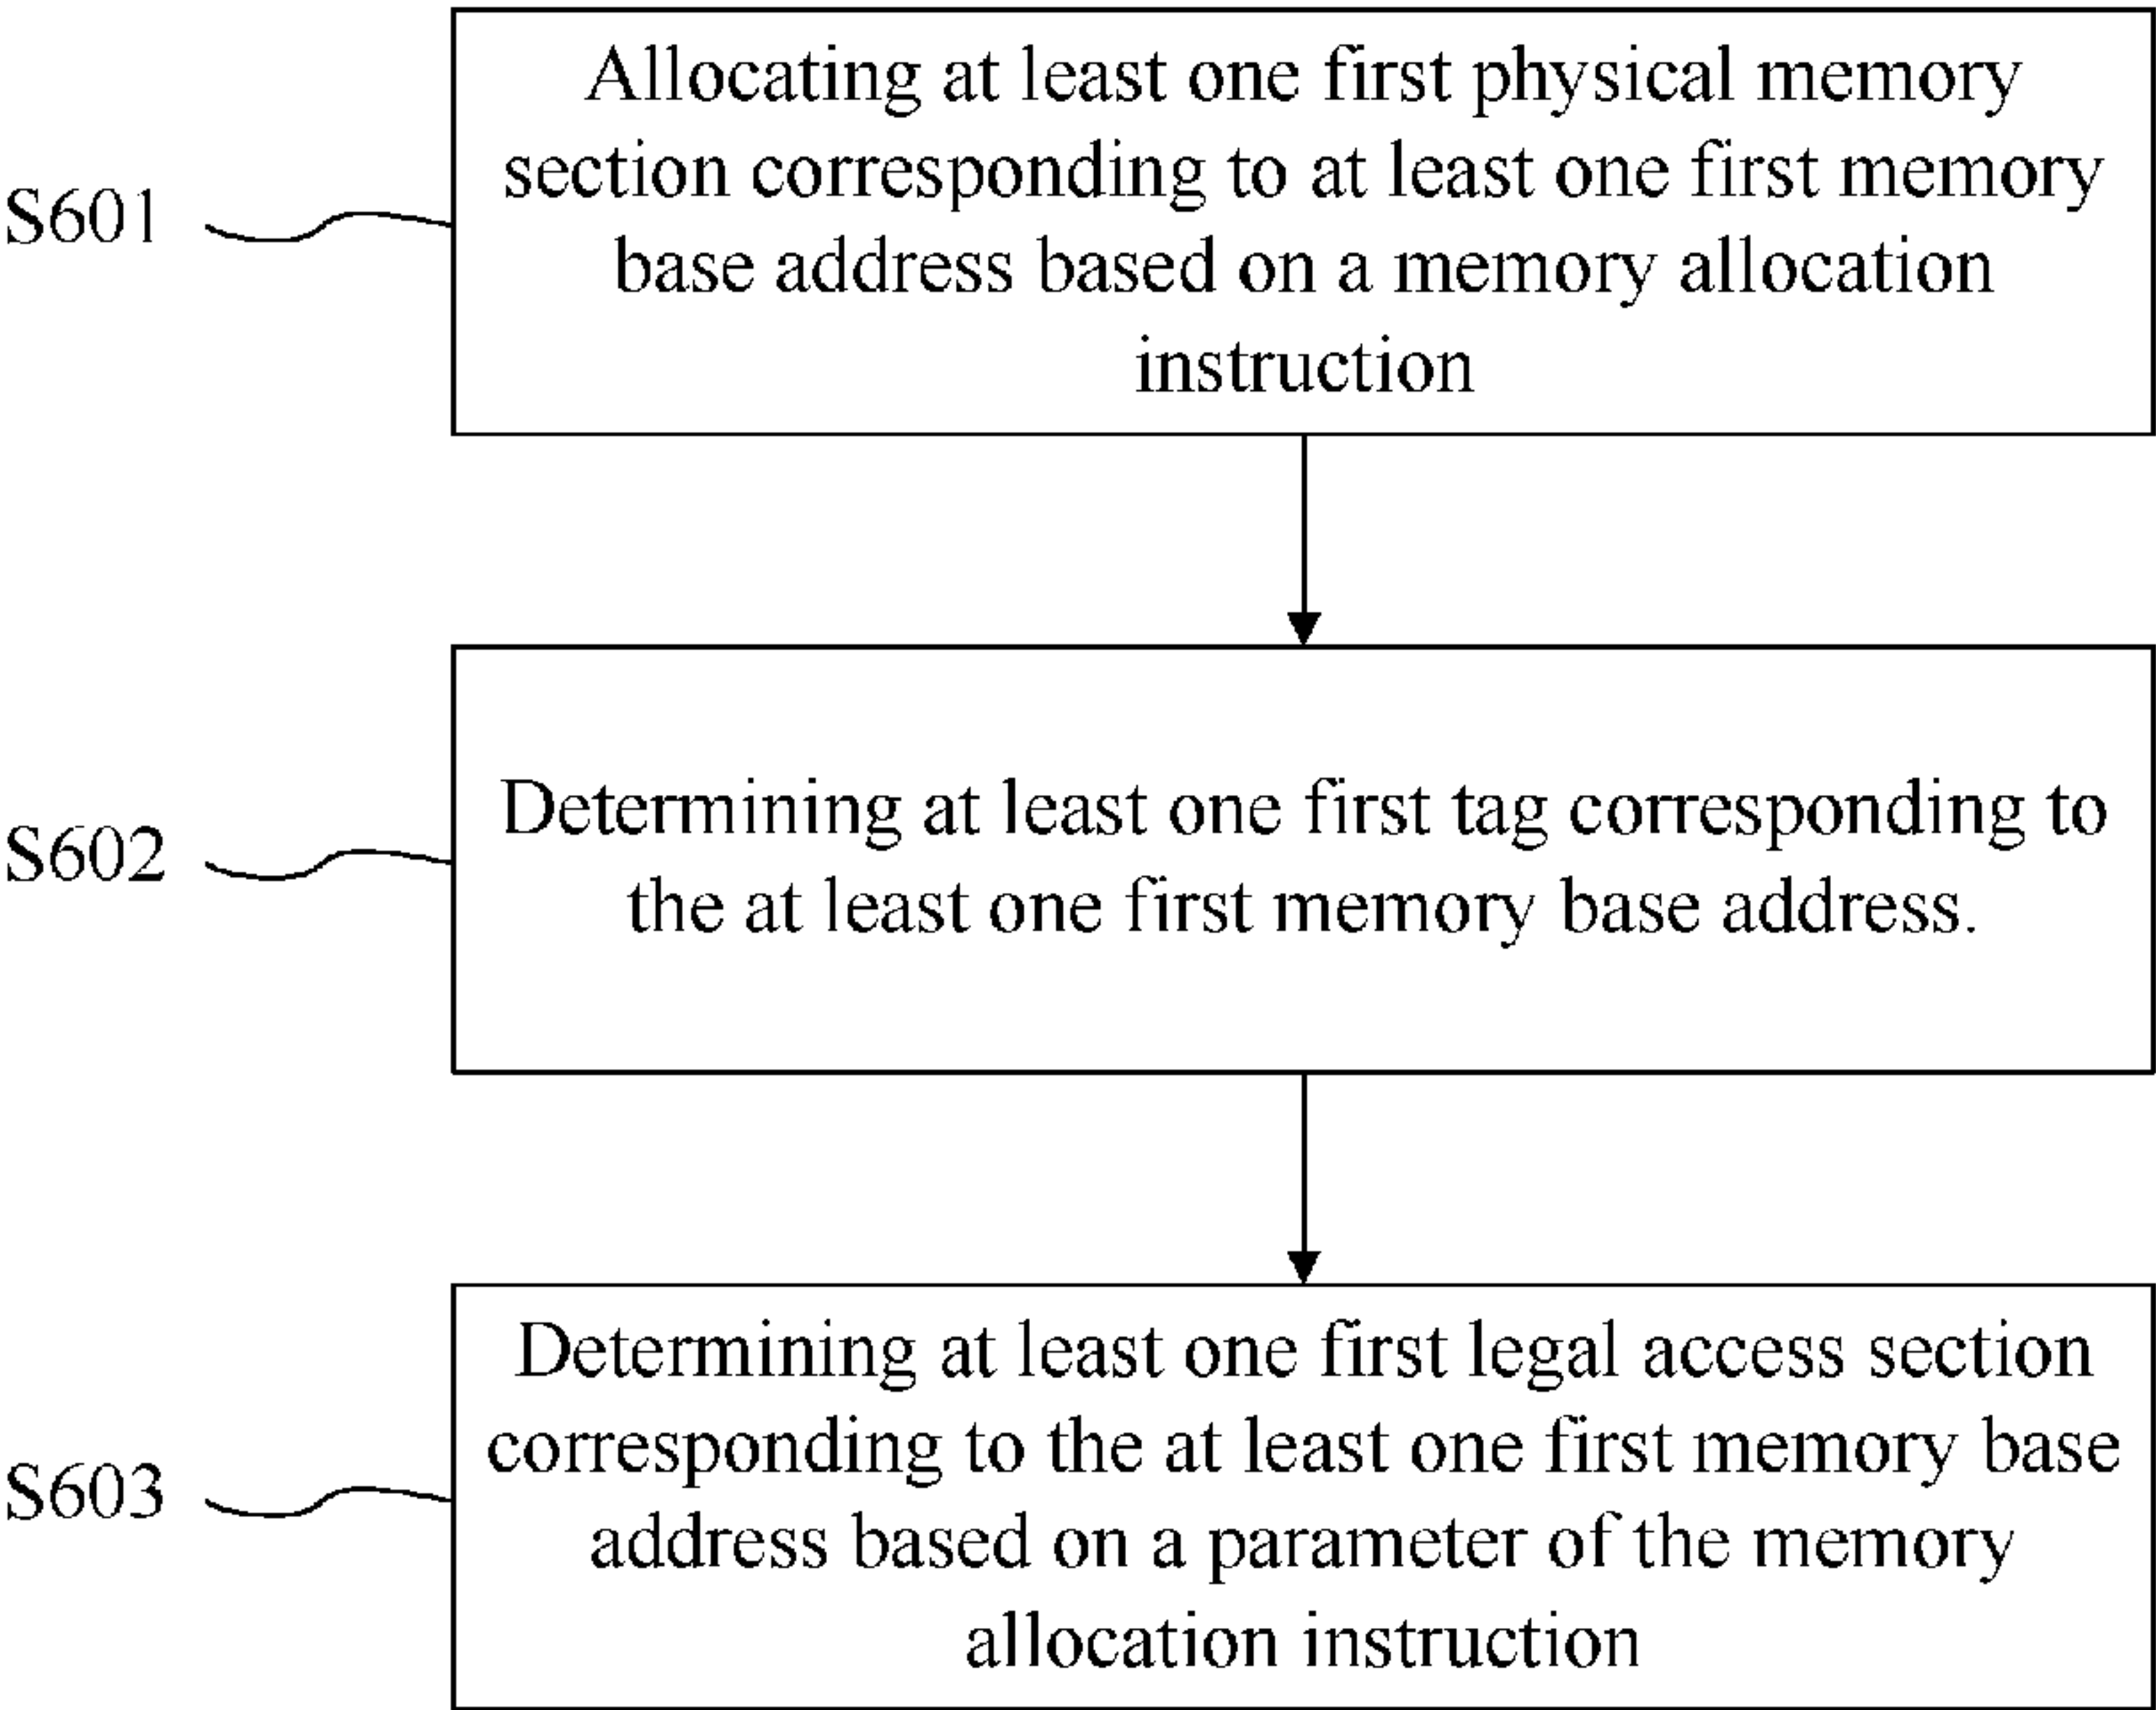 Allocating at least one first physical memory
section corresponding to at least one first memory
base address based on a memory allocation
instruction
S601
Determining at least one first tag corresponding to
the at least one first memory base address.
S602
Determining at least one first legal access section
corresponding to the at least one first memory base
address based on a parameter of the memory
allocation instruction
S603